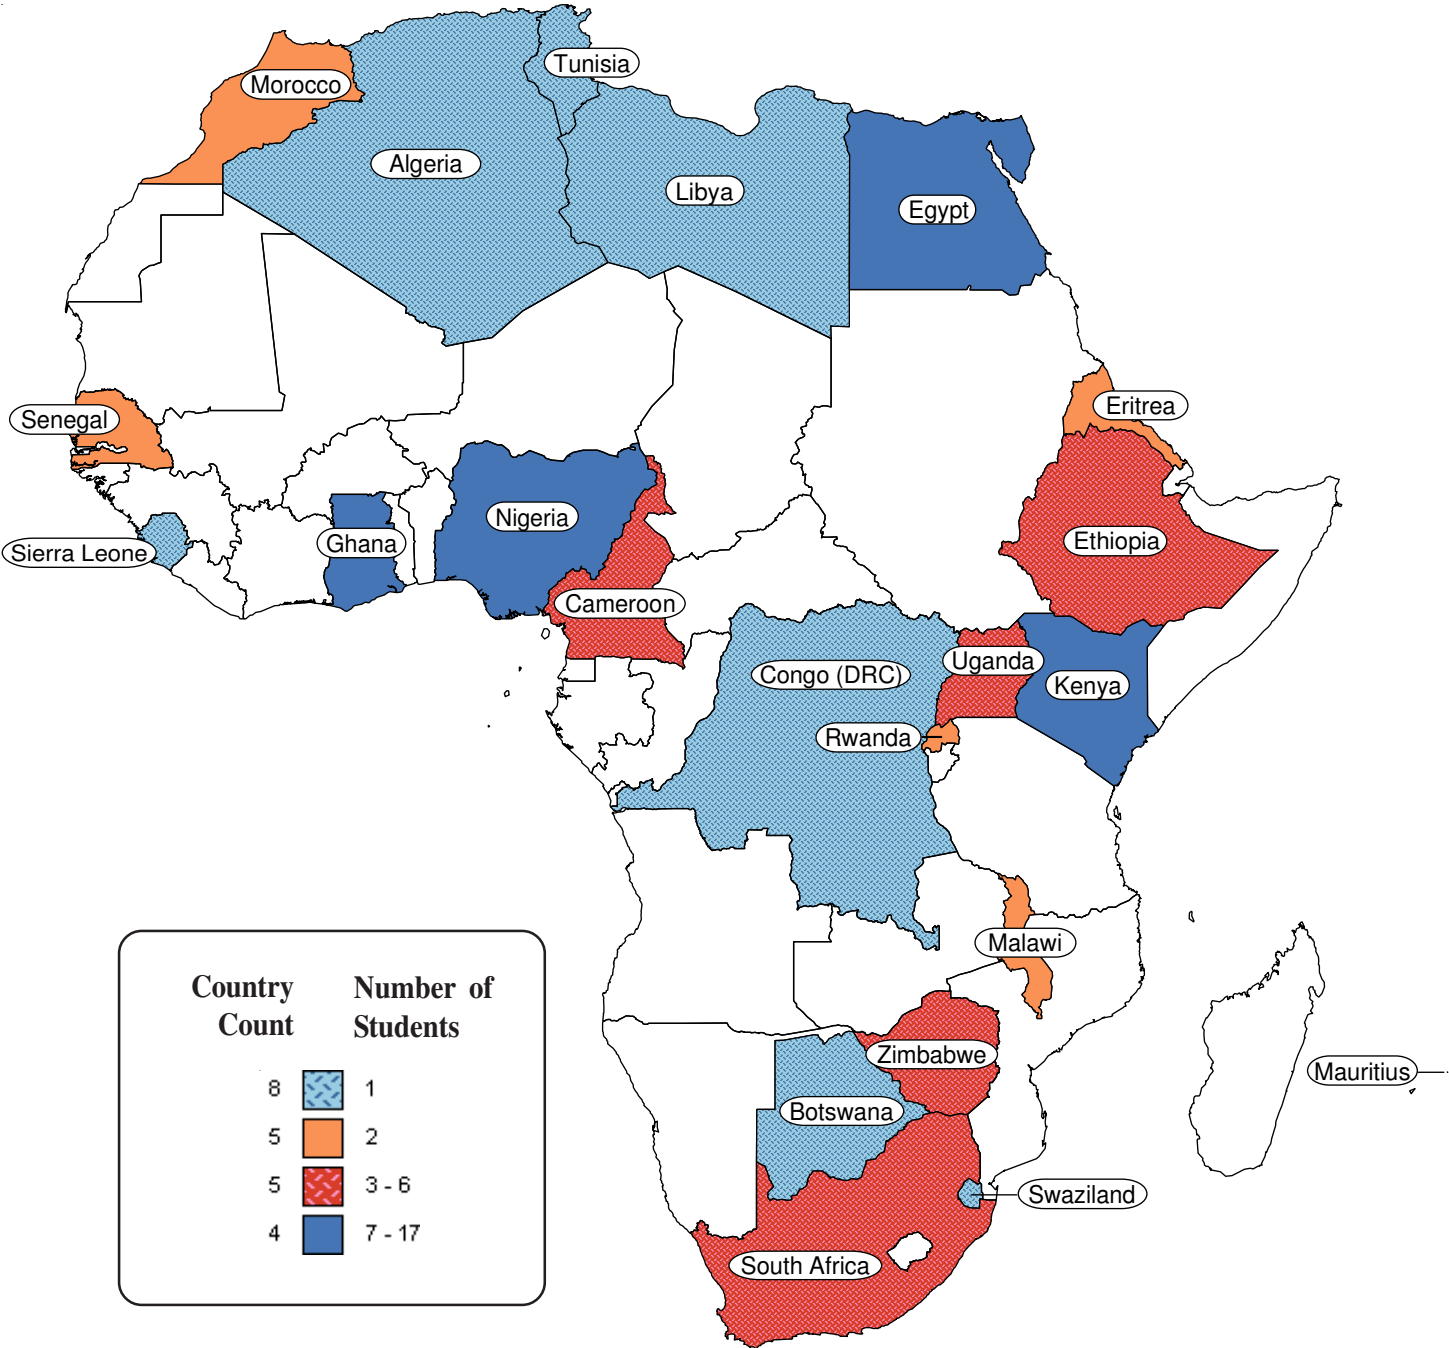 Tunisia
Morocco
Algeria
Libya
Egypt
Senegal
Eritrea
Nigeria
Ghana
Ethiopia
Sierra Leone
Cameroon
Uganda
Congo (DRC)
Kenya
Rwanda
Malawi
Zimbabwe
Mauritius
Botswana
Swaziland
South Africa
Country Number of
Count Students
8 1
5 2
5 3 - 6
4 7 - 17